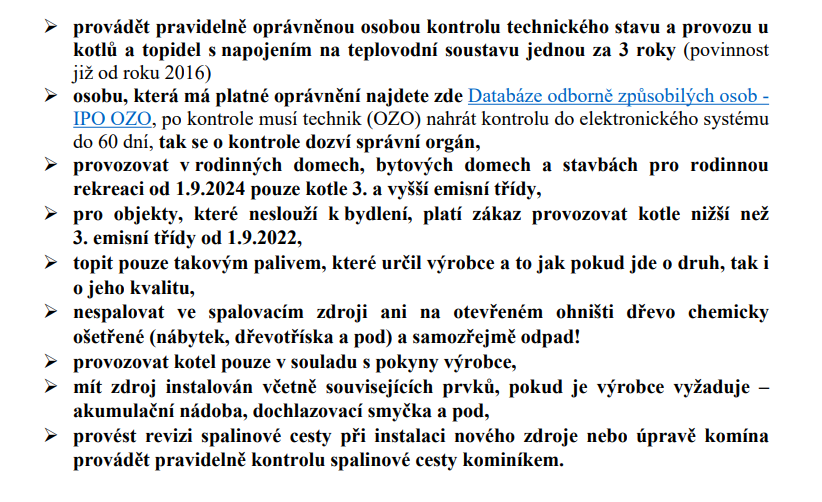 ➢ provádět pravidelně oprávněnou osobou kontrolu technického stavu a provozu u
kotlů a topidel s napojením na teplovodní soustavu jednou za 3 roky (povinnost
již od roku 2016)
➢ osobu, která má platné oprávnění najdete zde Databáze odborně způsobilých osob -
IPO OZO, po kontrole musí technik (OZO) nahrát kontrolu do elektronického systému
do 60 dní, tak se o kontrole dozví správní orgán,
➢ provozovat v rodinných domech, bytových domech a stavbách pro rodinnou
rekreaci od 1.9.2024 pouze kotle 3. a vyšší emisní třídy,
➢ pro objekty, které neslouží k bydlení, platí zákaz provozovat kotle nižší než
3. emisní třídy od 1.9.2022,
➢ topit pouze takovým palivem, které určil výrobce a to jak pokud jde o druh, tak i
o jeho kvalitu,
➢ nespalovat ve spalovacím zdroji ani na otevřeném ohništi dřevo chemicky
ošetřené (nábytek, dřevotříska a pod) a samozřejmě odpad!
➢ provozovat kotel pouze v souladu s pokyny výrobce,
➢ mít zdroj instalován včetně souvisejících prvků, pokud je výrobce vyžaduje –
akumulační nádoba, dochlazovací smyčka a pod,
➢ provést revizi spalinové cesty při instalaci nového zdroje nebo úpravě komína
provádět pravidelně kontrolu spalinové cesty kominíkem.